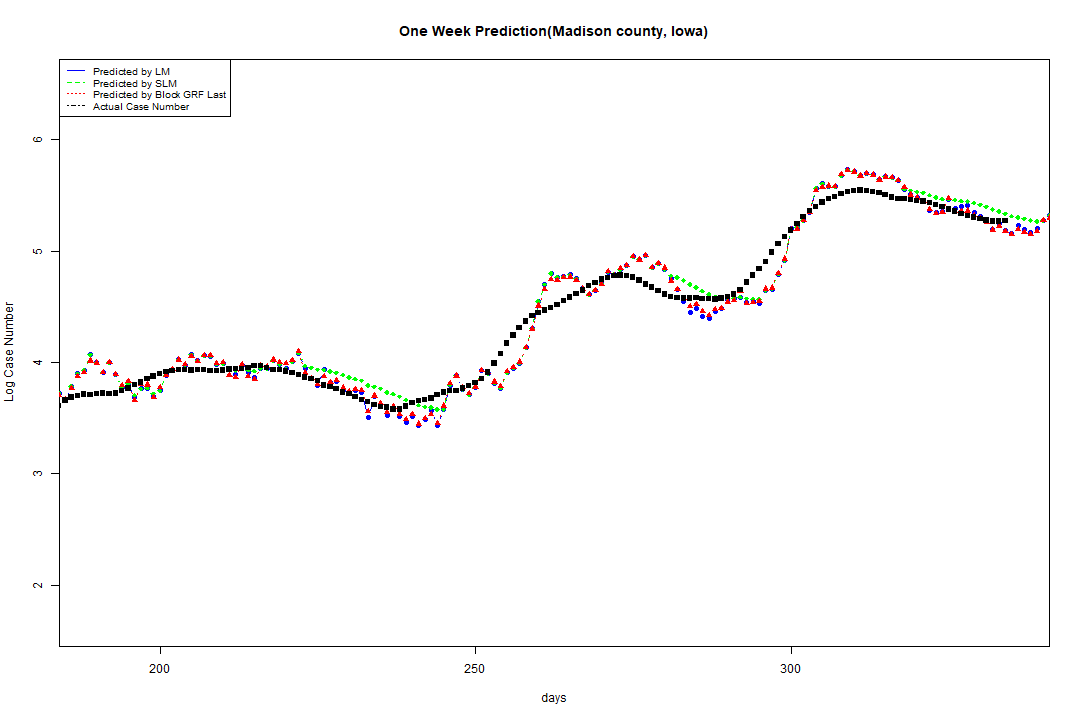 One Week Prediction(Madison county, Iowa)
Predicted by LM
Predicted by SLM
Predicted by Block GRF Last
Actual Case Number
Log Case Number
6
5
4
3
2
200 250 300
days